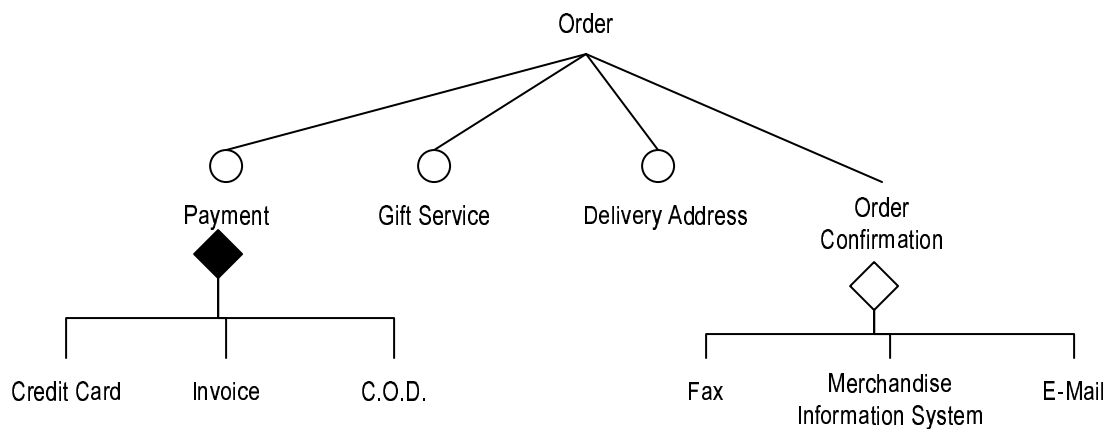 Order
Payment
Gift Service
Delivery Address
Order
Confirmation
Credit Card
Invoice
C.O.D.
Fax
Merchandise
Information System
E-Mail